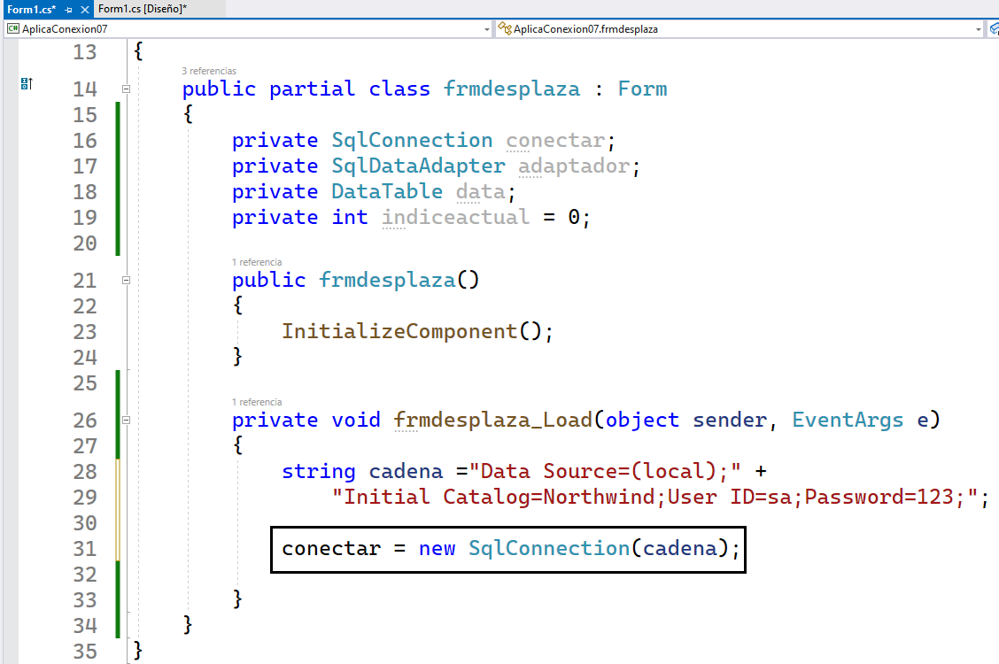 Form1.cs* Form1.cs [Diseño]*
C# AplicaConexion07 AplicaConexion07.frmdesplaza
13 {
3 referencias
14 public partial class frmdesplaza : Form
15 {
16 private SqlConnection conectar;
17 private SqlDataAdapter adaptador;
18 private DataTable data;
19 private int indiceactual = 0;
20
1 referencia
21 public frmdesplaza()
22 {
23 InitializeComponent();
24 }
25
1 referencia
26 private void frmdesplaza_Load(object sender, EventArgs e)
27 {
28 string cadena ="Data Source=(local);" +
29 "Initial Catalog=Northwind;User ID=sa;Password=123;";
30
31 conectar = new SqlConnection(cadena);
32
33 }
34 }
35 }